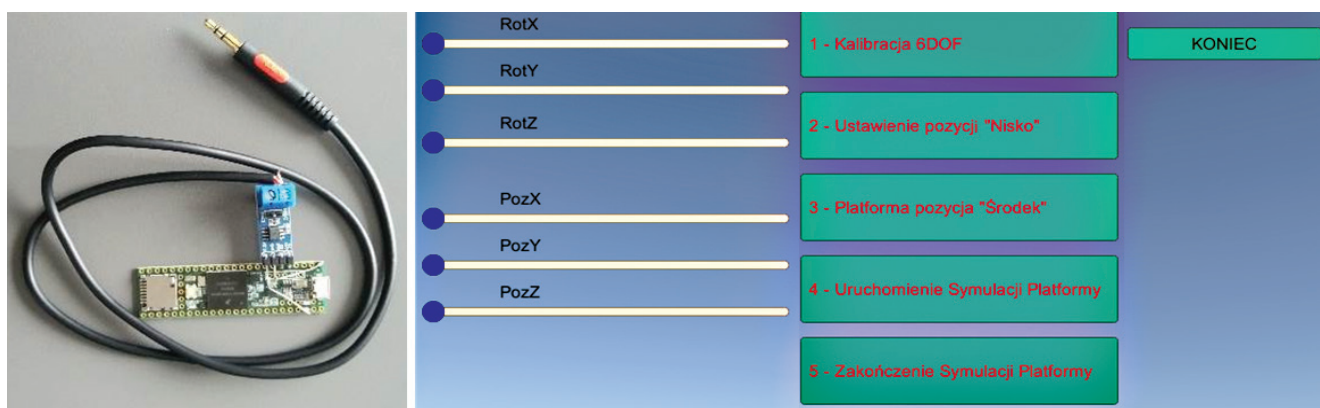 RotX
RotY
RotZ
PozX
PozY
PozZ
1 - Kalibracja 6DOF
2 - Ustawienie pozycji "Nisko"
3 - Platforma pozycja "Środek"
4 - Uruchomienie Symulacji Platformy
5 - Zakończenie Symulacji Platformy
KONIEC